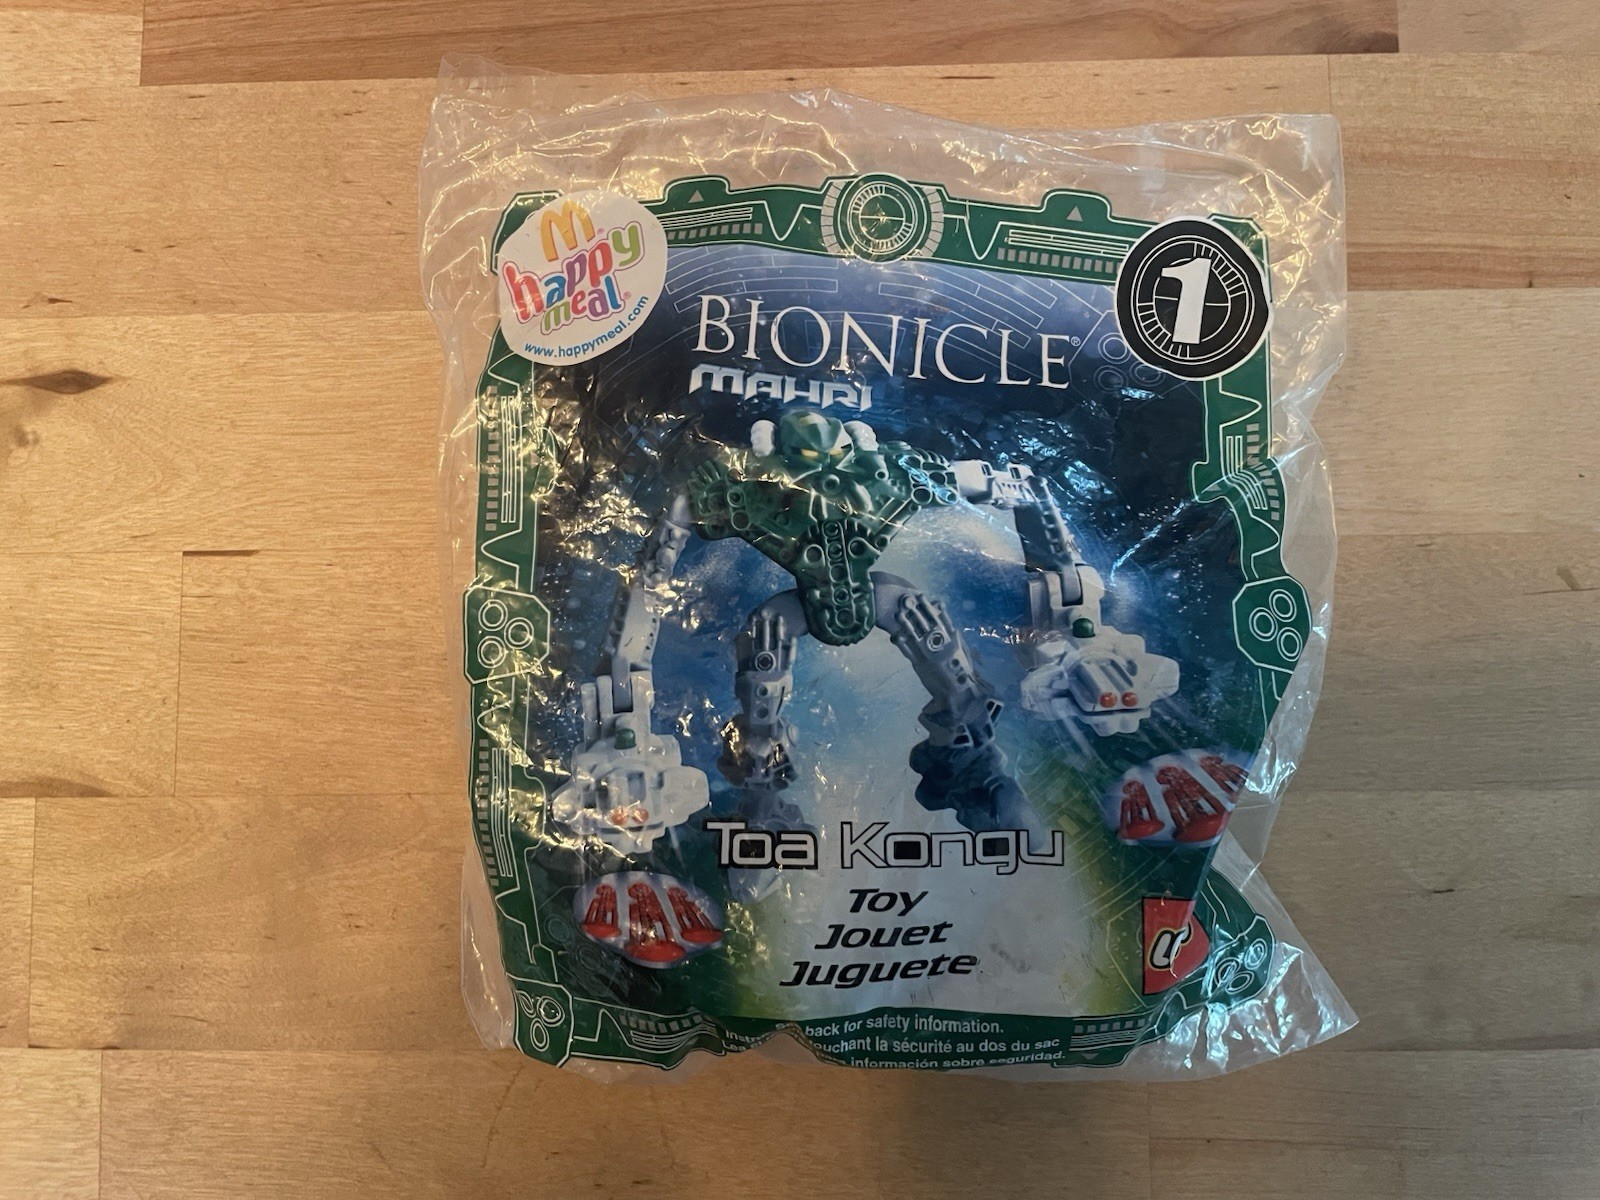 M
happy
meal
www.happymeal.com
1
BIONICLE®
MAHRI
Toa Kongu
Toy
Jouet
Juguete
back for safety information.
la sécurité au dos du sac
información sobre seguridad.